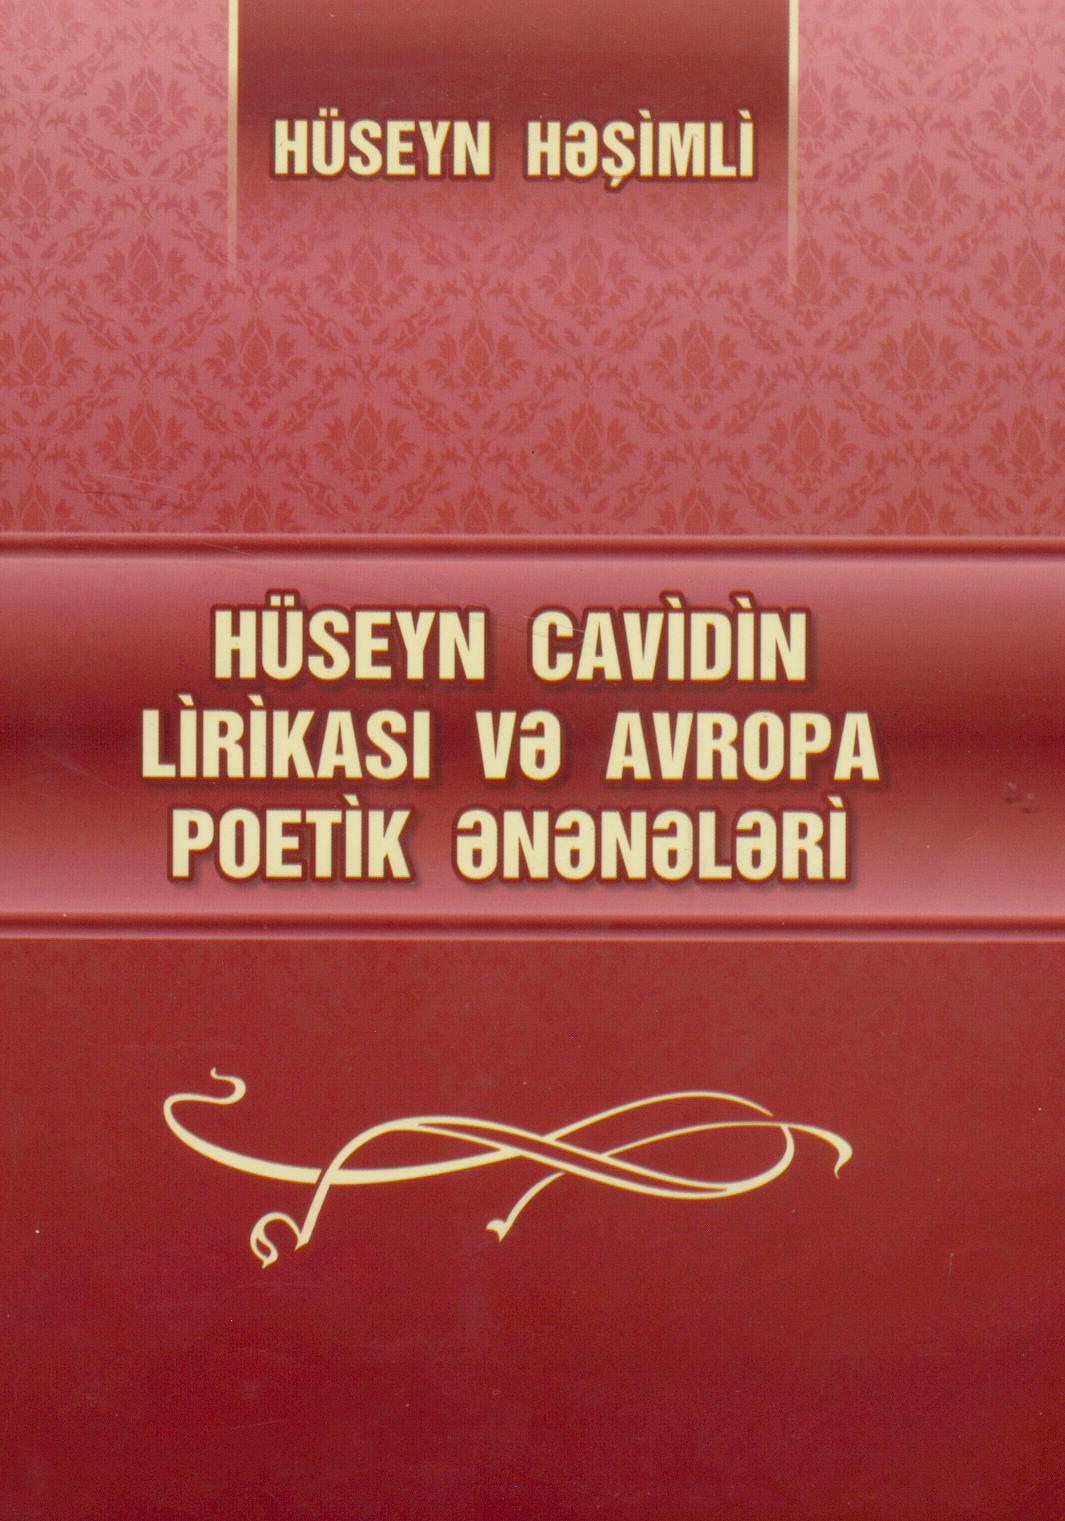 HÜSEYN HƏŞİMLİ
HÜSEYN CAVİDİN
LİRİKASI VƏ AVROPA
POETİK ƏNƏNƏLƏRİ